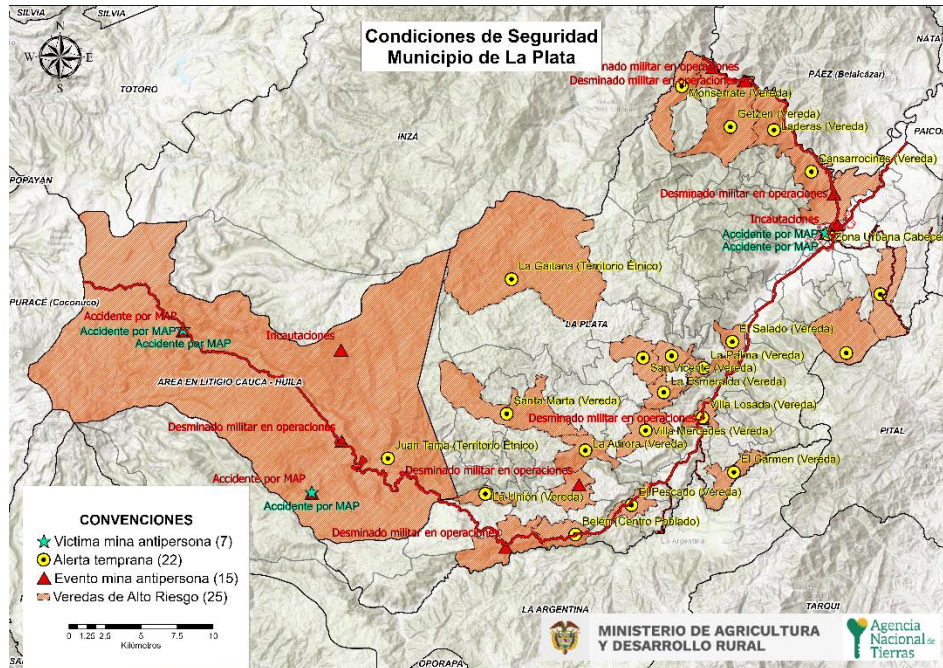 SILVIA
SILVIA
N
W
E
S
Condiciones de Seguridad
Municipio de La Plata
NATA
TOTORO
PÁEZ (Belalcázar)
Desminado militar en operaciones
Monserrate (Vereda)
Getzen (Vereda)
Laderas (Vereda)
PAICO
INZÁ
POPAYÁN
Cansarrocines (Vereda)
Desminado militar en operaciones
Incautaciones
Accidente por MAP
Accidente por MAP
Zona Urbana Cabece
La Gaitana (Territorio Étnico)
PURACÉ (Coconuco)
Accidente por MAP
Accidente por MAP
Accidente por MAP
Incautaciones
LA PLATA
El Salado (Vereda)
La Palma (Vereda)
San Vicente (Vereda)
La Esmeralda (Vereda)
AREA EN LITIGIO CAUCA - HUILA
Santa Marta (Vereda)
Villa Losada (Vereda)
Desminado militar en operaciones
Villa Mercedes (Vereda)
PITAL
Desminado militar en operaciones
Juan Tama (Territorio Étnico)
La Aurora (Vereda)
Desminado militar en operaciones
El Carmen (Vereda)
Accidente por MAP
Accidente por MAP
La Unión (Vereda)
El Pescado (Vereda)
Belén (Centro Poblado)
Desminado militar en operaciones
La Argentina
CONVENCIONES
Victima mina antipersona (7)
Alerta temprana (22)
Evento mina antipersona (15)
Veredas de Alto Riesgo (25)
0 1.25 2.5 5 7.5 10
Kilómetros
LA ARGENTINA
TARQUI
OPORAPA
MINISTERIO DE AGRICULTURA
Y DESARROLLO RURAL
Agencia
Nacional de
Tierras